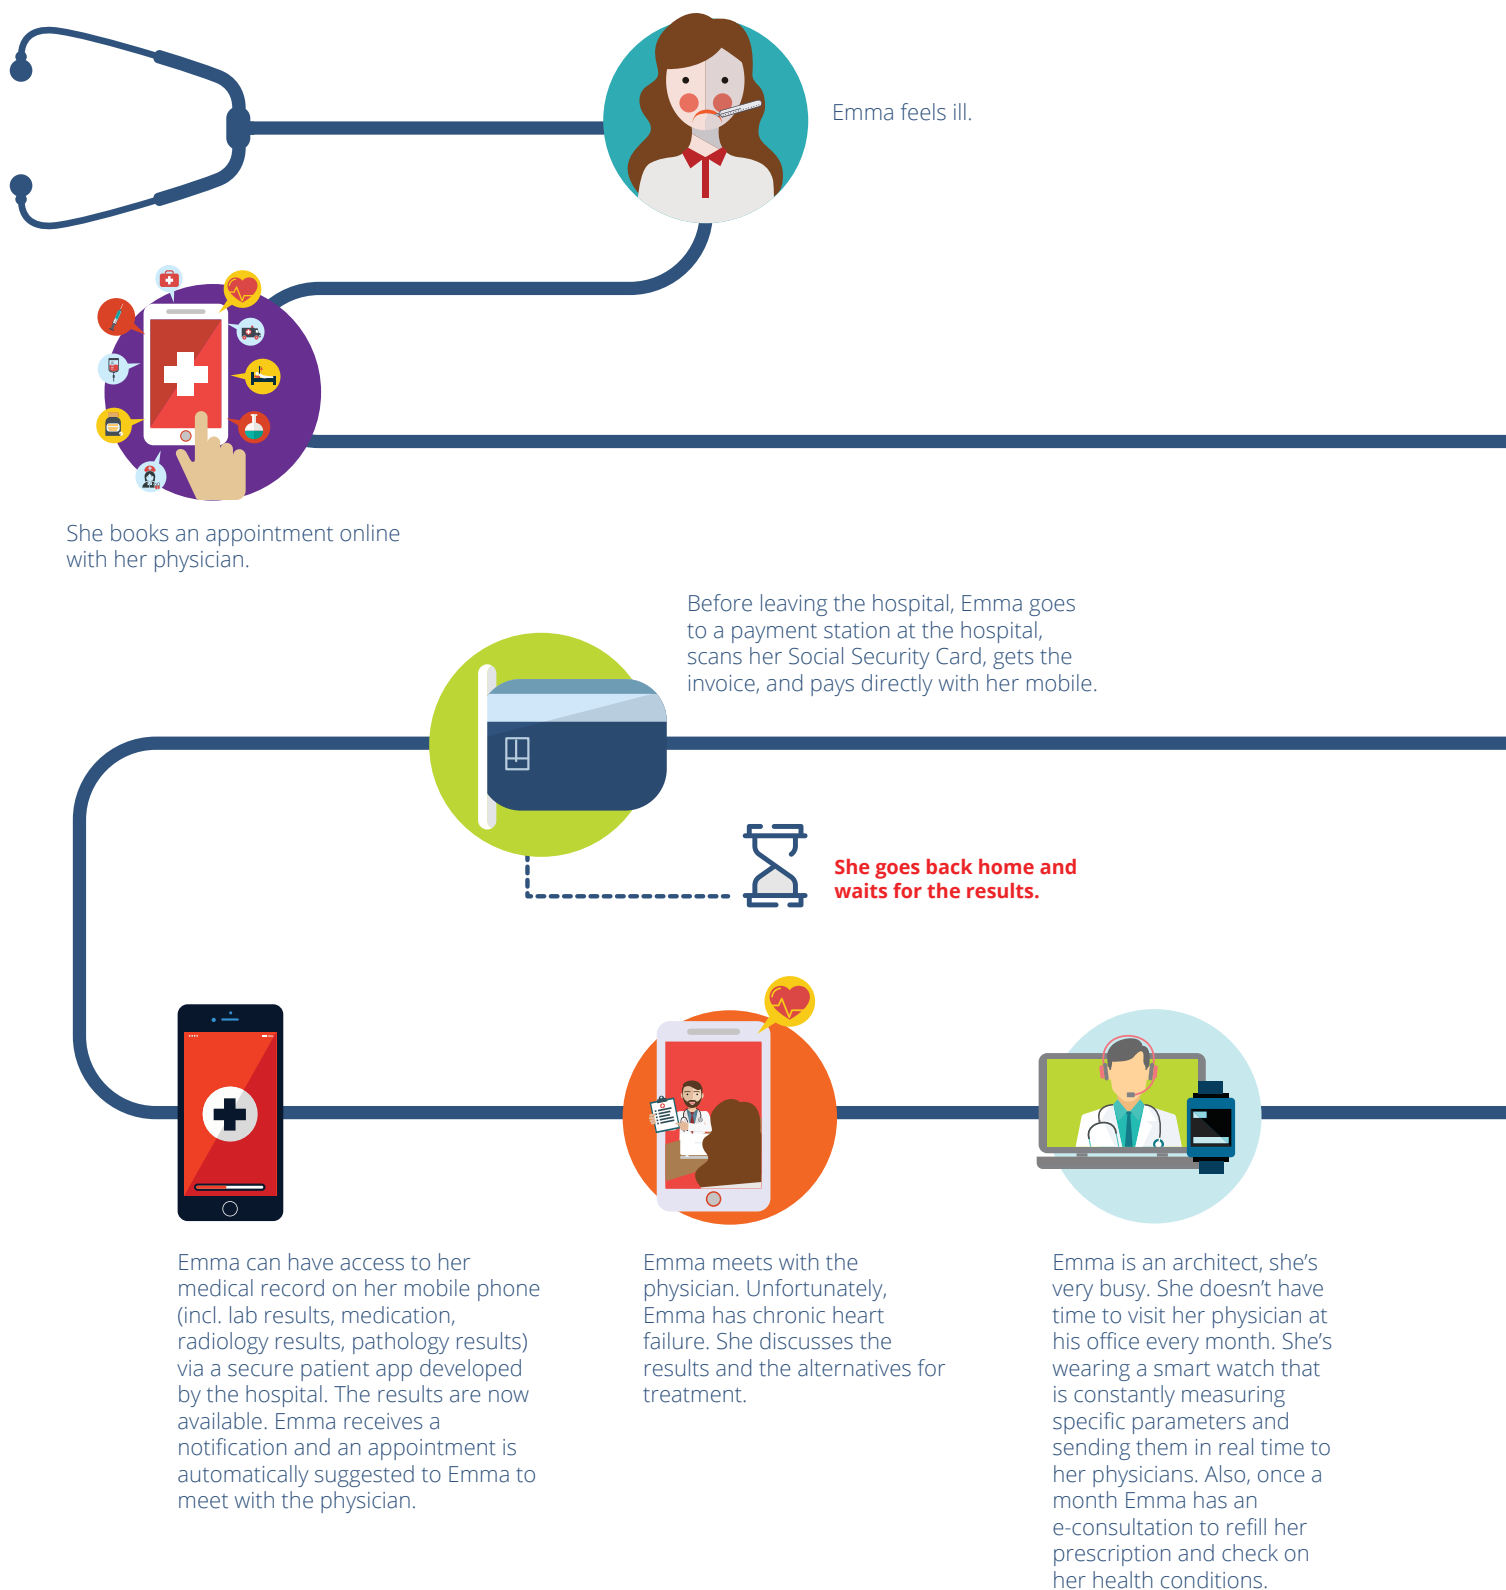 Emma feels ill.
She books an appointment online
with her physician.
Before leaving the hospital, Emma goes
to a payment station at the hospital,
scans her Social Security Card, gets the
invoice, and pays directly with her mobile.
She goes back home and
waits for the results.
Emma can have access to her
medical record on her mobile phone
(incl. lab results, medication,
radiology results, pathology results)
via a secure patient app developed
by the hospital. The results are now
available. Emma receives a
notification and an appointment is
automatically suggested to Emma to
meet with the physician.
Emma meets with the
physician. Unfortunately,
Emma has chronic heart
failure. She discusses the
results and the alternatives for
treatment.
Emma is an architect, she’s
very busy. She doesn’t have
time to visit her physician at
his office every month. She’s
wearing a smart watch that
is constantly measuring
specific parameters and
sending them in real time to
her physicians. Also, once a
month Emma has an
e-consultation to refill her
prescription and check on
her health conditions.